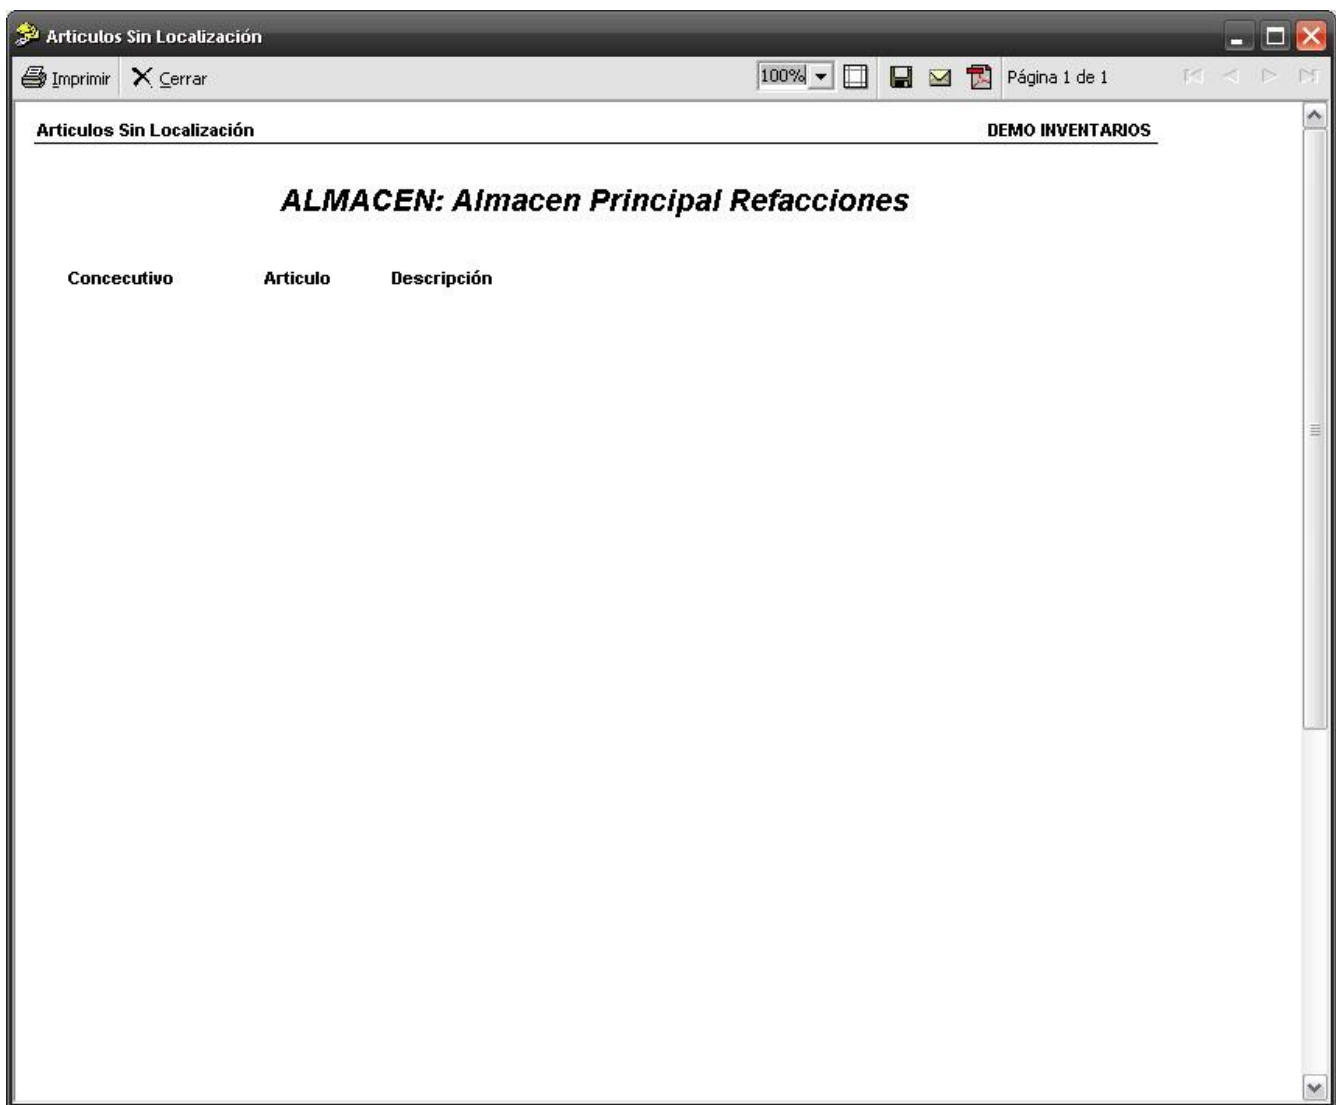 Articulos Sin Localización
Imprimir Cerrar 100% Página 1 de 1
Articulos Sin Localización DEMO INVENTARIOS
ALMACEN: Almacen Principal Refacciones
Concecutivo Articulo Descripción